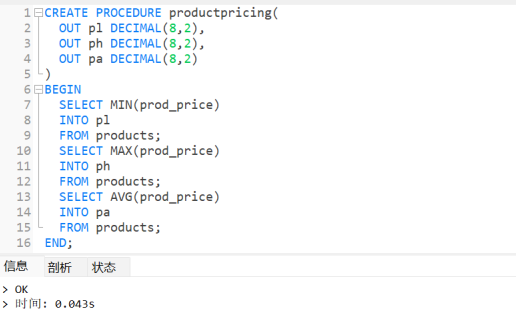 1 CREATE PROCEDURE productpricing(
2 OUT pl DECIMAL(8,2),
3 OUT ph DECIMAL(8,2),
4 OUT pa DECIMAL(8,2)
5 )
6 BEGIN
7 SELECT MIN(prod_price)
8 INTO pl
9 FROM products;
10 SELECT MAX(prod_price)
11 INTO ph
12 FROM products;
13 SELECT AVG(prod_price)
14 INTO pa
15 FROM products;
16 END;
信息 剖析 状态
> OK
> 时间: 0.043s